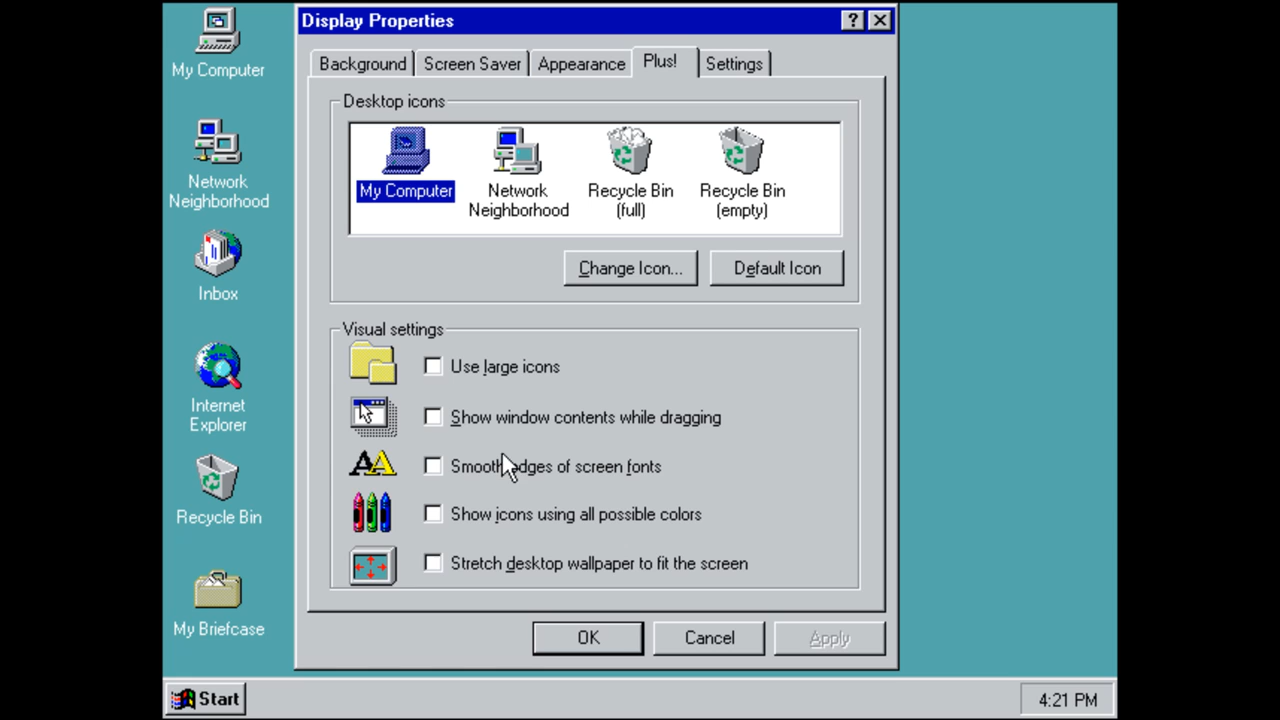 My Computer
Network
Neighborhood
Inbox
Internet
Explorer
Recycle Bin
My Briefcase
Display Properties
Background
Screen Saver
Appearance
Plus!
Settings
Desktop icons
My Computer
Network
Neighborhood
Recycle Bin
(full)
Recycle Bin
(empty)
Change Icon...
Default Icon
Visual settings
Use large icons
Show window contents while dragging
Smooth edges of screen fonts
Show icons using all possible colors
Stretch desktop wallpaper to fit the screen
OK
Cancel
Apply
Start
4:21 PM